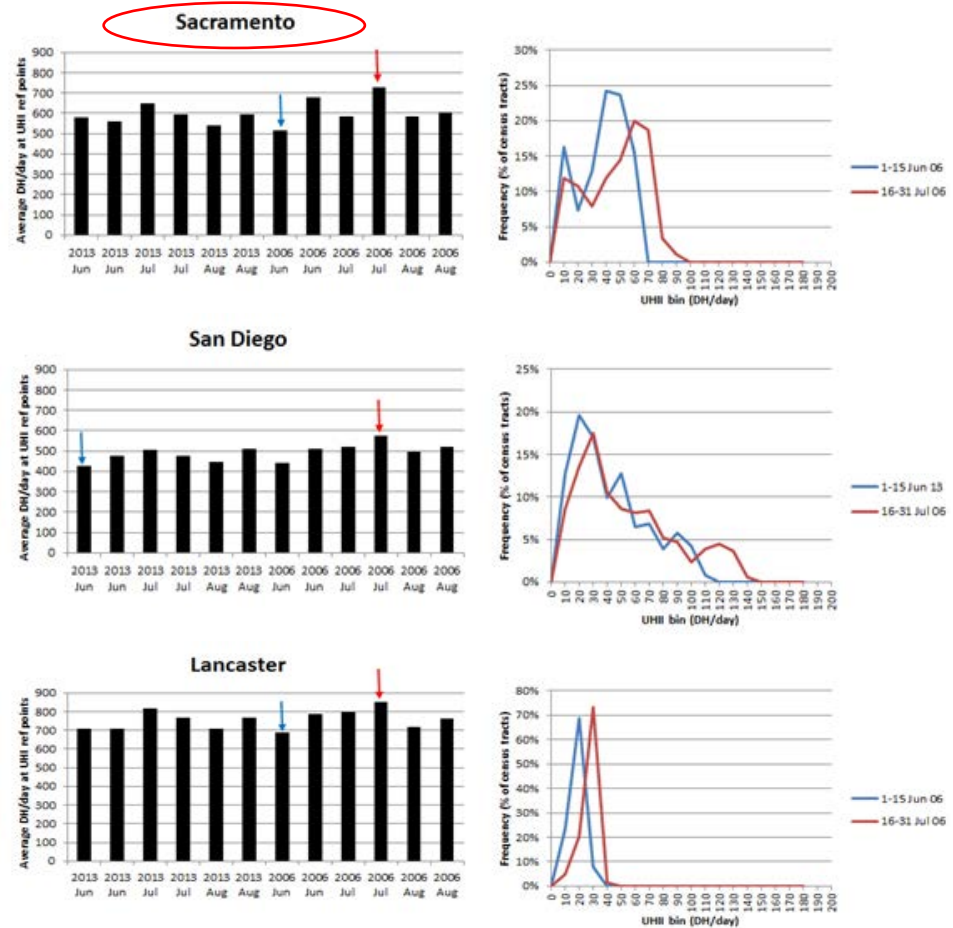 Sacramento
Average DH/day at UHI ref points
900
800
700
600
500
400
300
200
100
0
2013 2013 2013 2013 2013 2013 2006 2006 2006 2006 2006 2006
Jun Jun Jul Jul Aug Aug Jun Jun Jul Jul Aug Aug
Frequency (% of census tracts)
30%
25%
20%
15%
10%
5%
0%
0 10 20 30 40 50 60 70 80 90 100 110 120 130 140 150 160 170 180 190 200
UHII bin (DH/day)
1-15 Jun 06
16-31 Jul 06
San Diego
Average DH/day at UHI ref points
900
800
700
600
500
400
300
200
100
0
2013 2013 2013 2013 2013 2013 2006 2006 2006 2006 2006 2006
Jun Jun Jul Jul Aug Aug Jun Jun Jul Jul Aug Aug
Frequency (% of census tracts)
25%
20%
15%
10%
5%
0%
0 10 20 30 40 50 60 70 80 90 100 110 120 130 140 150 160 170 180 190 200
UHII bin (DH/day)
1-15 Jun 13
16-31 Jul 06
Lancaster
Average DH/day at UHI ref points
900
800
700
600
500
400
300
200
100
0
2013 2013 2013 2013 2013 2013 2006 2006 2006 2006 2006 2006
Jun Jun Jul Jul Aug Aug Jun Jun Jul Jul Aug Aug
Frequency (% of census tracts)
80%
70%
60%
50%
40%
30%
20%
10%
0%
0 10 20 30 40 50 60 70 80 90 100 110 120 130 140 150 160 170 180 190 200
UHII bin (DH/day)
1-15 Jun 06
16-31 Jul 06